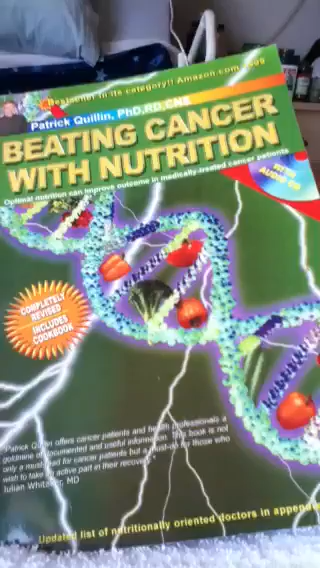 Bestseller in its category!! Amazon.com 2009
Patrick Quillin, PhD,RD,CNS
BEATING CANCER
WITH NUTRITION
Optimal nutrition can improve outcome in medically-treated cancer patients
WITH
AUDIO CD
COMPLETELY
REVISED
INCLUDES
COOKBOOK
"Patrick Quillin offers cancer patients and health professionals a
goldmine of documented and useful information. This book is not
only a must-read for cancer patients but a must-do for those who
wish to take an active part in their recovery."
Julian Whitaker, MD
Updated list of nutritionally oriented doctors in